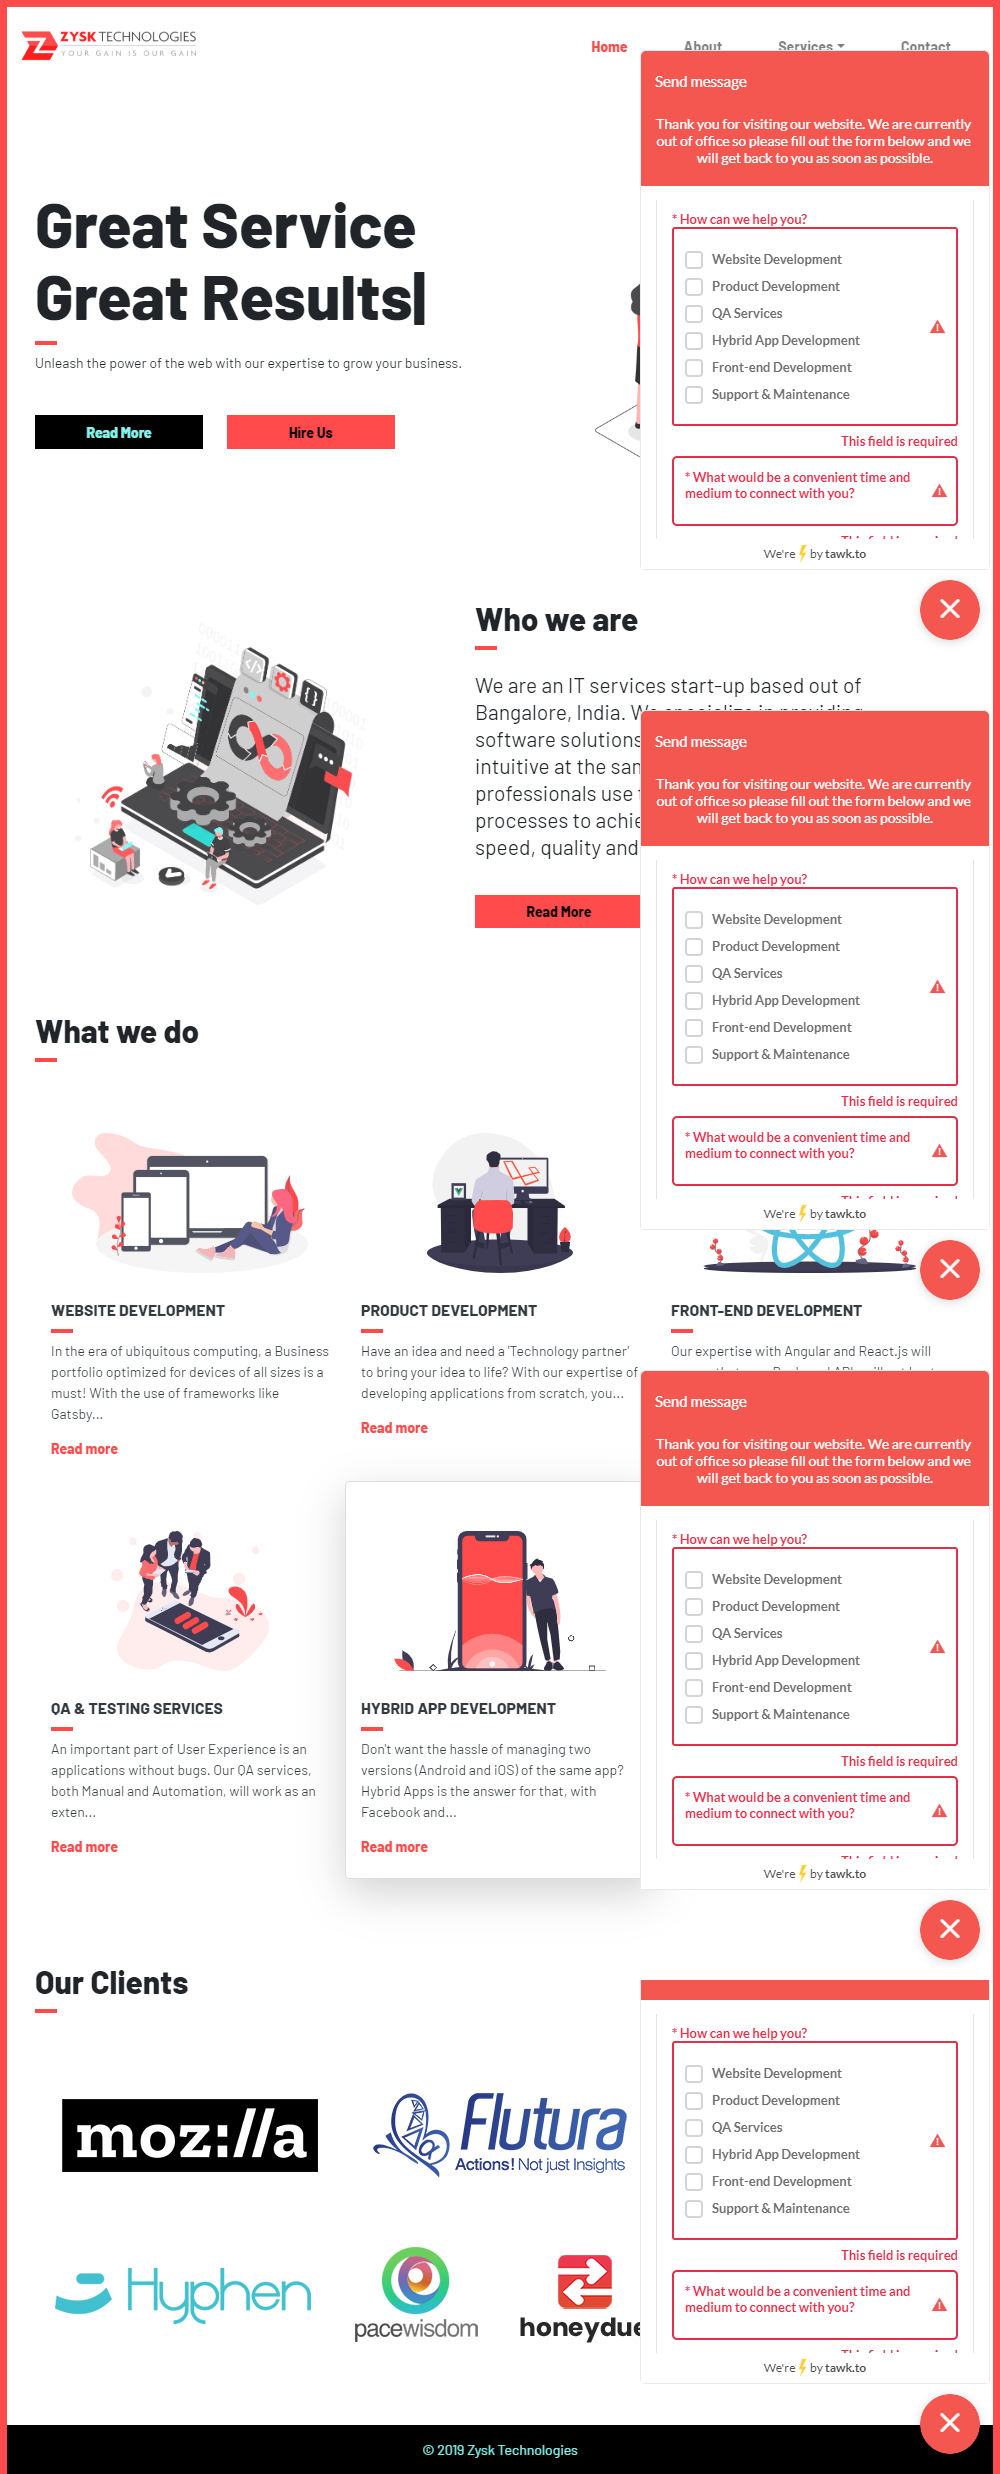 ZYSK TECHNOLOGIES
YOUR GAIN IS OUR GAIN
Home
About
Services
Contact
Great Service
Great Results|
Unleash the power of the web with our expertise to grow your business.
Read More
Hire Us
Send message
Thank you for visiting our website. We are currently
out of office so please fill out the form below and we
will get back to you as soon as possible.
* How can we help you?
Website Development
Product Development
QA Services
Hybrid App Development
Front-end Development
Support & Maintenance
This field is required
* What would be a convenient time and
medium to connect with you?
This field is required
We're by tawk.to
Who we are
We are an IT services start-up based out of
Bangalore, India. We specialize in providing
software solutions
intuitive at the
professionals use
processes to
speed, quality and
Read More
Send message
Thank you for visiting our website. We are currently
out of office so please fill out the form below and we
will get back to you as soon as possible.
* How can we help you?
Website Development
Product Development
QA Services
Hybrid App Development
Front-end Development
Support & Maintenance
This field is required
* What would be a convenient time and
medium to connect with you?
We're by tawk.to
What we do
WEBSITE DEVELOPMENT
In the era of ubiquitous computing, a Business
portfolio optimized for devices of all sizes is a
must! With the use of frameworks like
Gatsby...
Read more
PRODUCT DEVELOPMENT
Have an idea and need a 'Technology partner'
to bring your idea to life? With our expertise of
developing applications from scratch, you...
Read more
FRONT-END DEVELOPMENT
Our expertise with Angular and React.js will
Send message
Thank you for visiting our website. We are currently
out of office so please fill out the form below and we
will get back to you as soon as possible.
* How can we help you?
Website Development
Product Development
QA Services
Hybrid App Development
Front-end Development
Support & Maintenance
This field is required
* What would be a convenient time and
medium to connect with you?
We're by tawk.to
QA & TESTING SERVICES
An important part of User Experience is an
applications without bugs. Our QA services,
both Manual and Automation, will work as an
exten...
Read more
HYBRID APP DEVELOPMENT
Don't want the hassle of managing two
versions (Android and iOS) of the same app?
Hybrid Apps is the answer for that, with
Facebook and...
Read more
Our Clients
moz://a
Flutura
Actions! Not just Insights
Hyphen
pacewisdom
honeydue
* How can we help you?
Website Development
Product Development
QA Services
Hybrid App Development
Front-end Development
Support & Maintenance
This field is required
* What would be a convenient time and
medium to connect with you?
We're by tawk.to
© 2019 Zysk Technologies